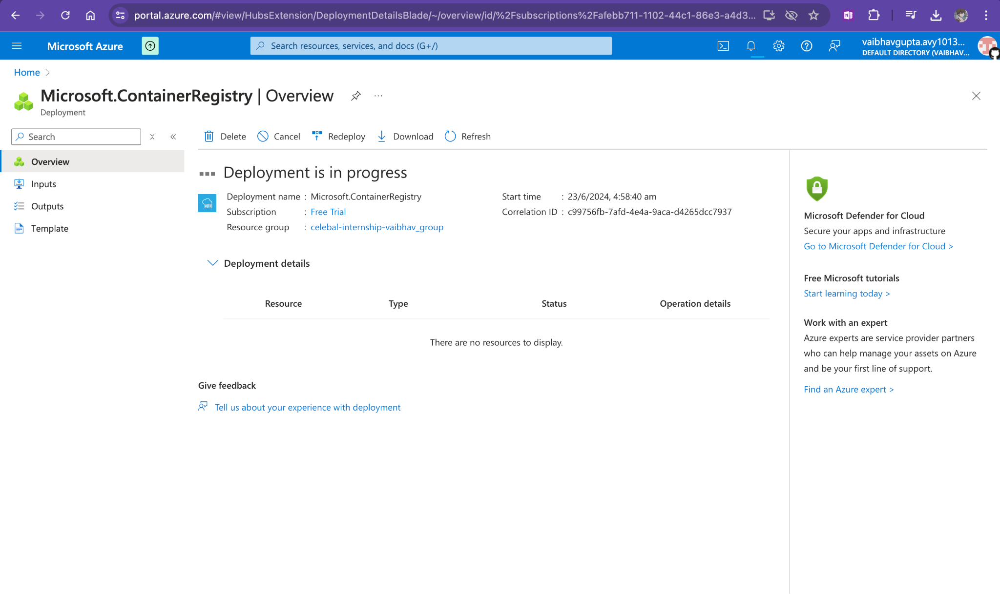 portal.azure.com/#view/HubsExtension/DeploymentDetailsBlade/~/overview/id/%2Fsubscriptions%2Fafebb711-1102-44c1-86e3-a4d3...
Microsoft Azure
Search resources, services, and docs (G+/)
vaibhavgupta.avy1013...
DEFAULT DIRECTORY (VAIBHAV...
Home
Microsoft.ContainerRegistry | Overview
Deployment
Search
Delete
Cancel
Redeploy
Download
Refresh
Overview
Inputs
Outputs
Template
Deployment is in progress
Deployment name : Microsoft.ContainerRegistry
Subscription : Free Trial
Resource group : celebal-internship-vaibhav_group
Start time : 23/6/2024, 4:58:40 am
Correlation ID : c99756fb-7afd-4e4a-9aca-d4265dcc7937
Deployment details
Resource Type Status Operation details
There are no resources to display.
Give feedback
Tell us about your experience with deployment
Microsoft Defender for Cloud
Secure your apps and infrastructure
Go to Microsoft Defender for Cloud >
Free Microsoft tutorials
Start learning today >
Work with an expert
Azure experts are service provider partners
who can help manage your assets on Azure
and be your first line of support.
Find an Azure expert >